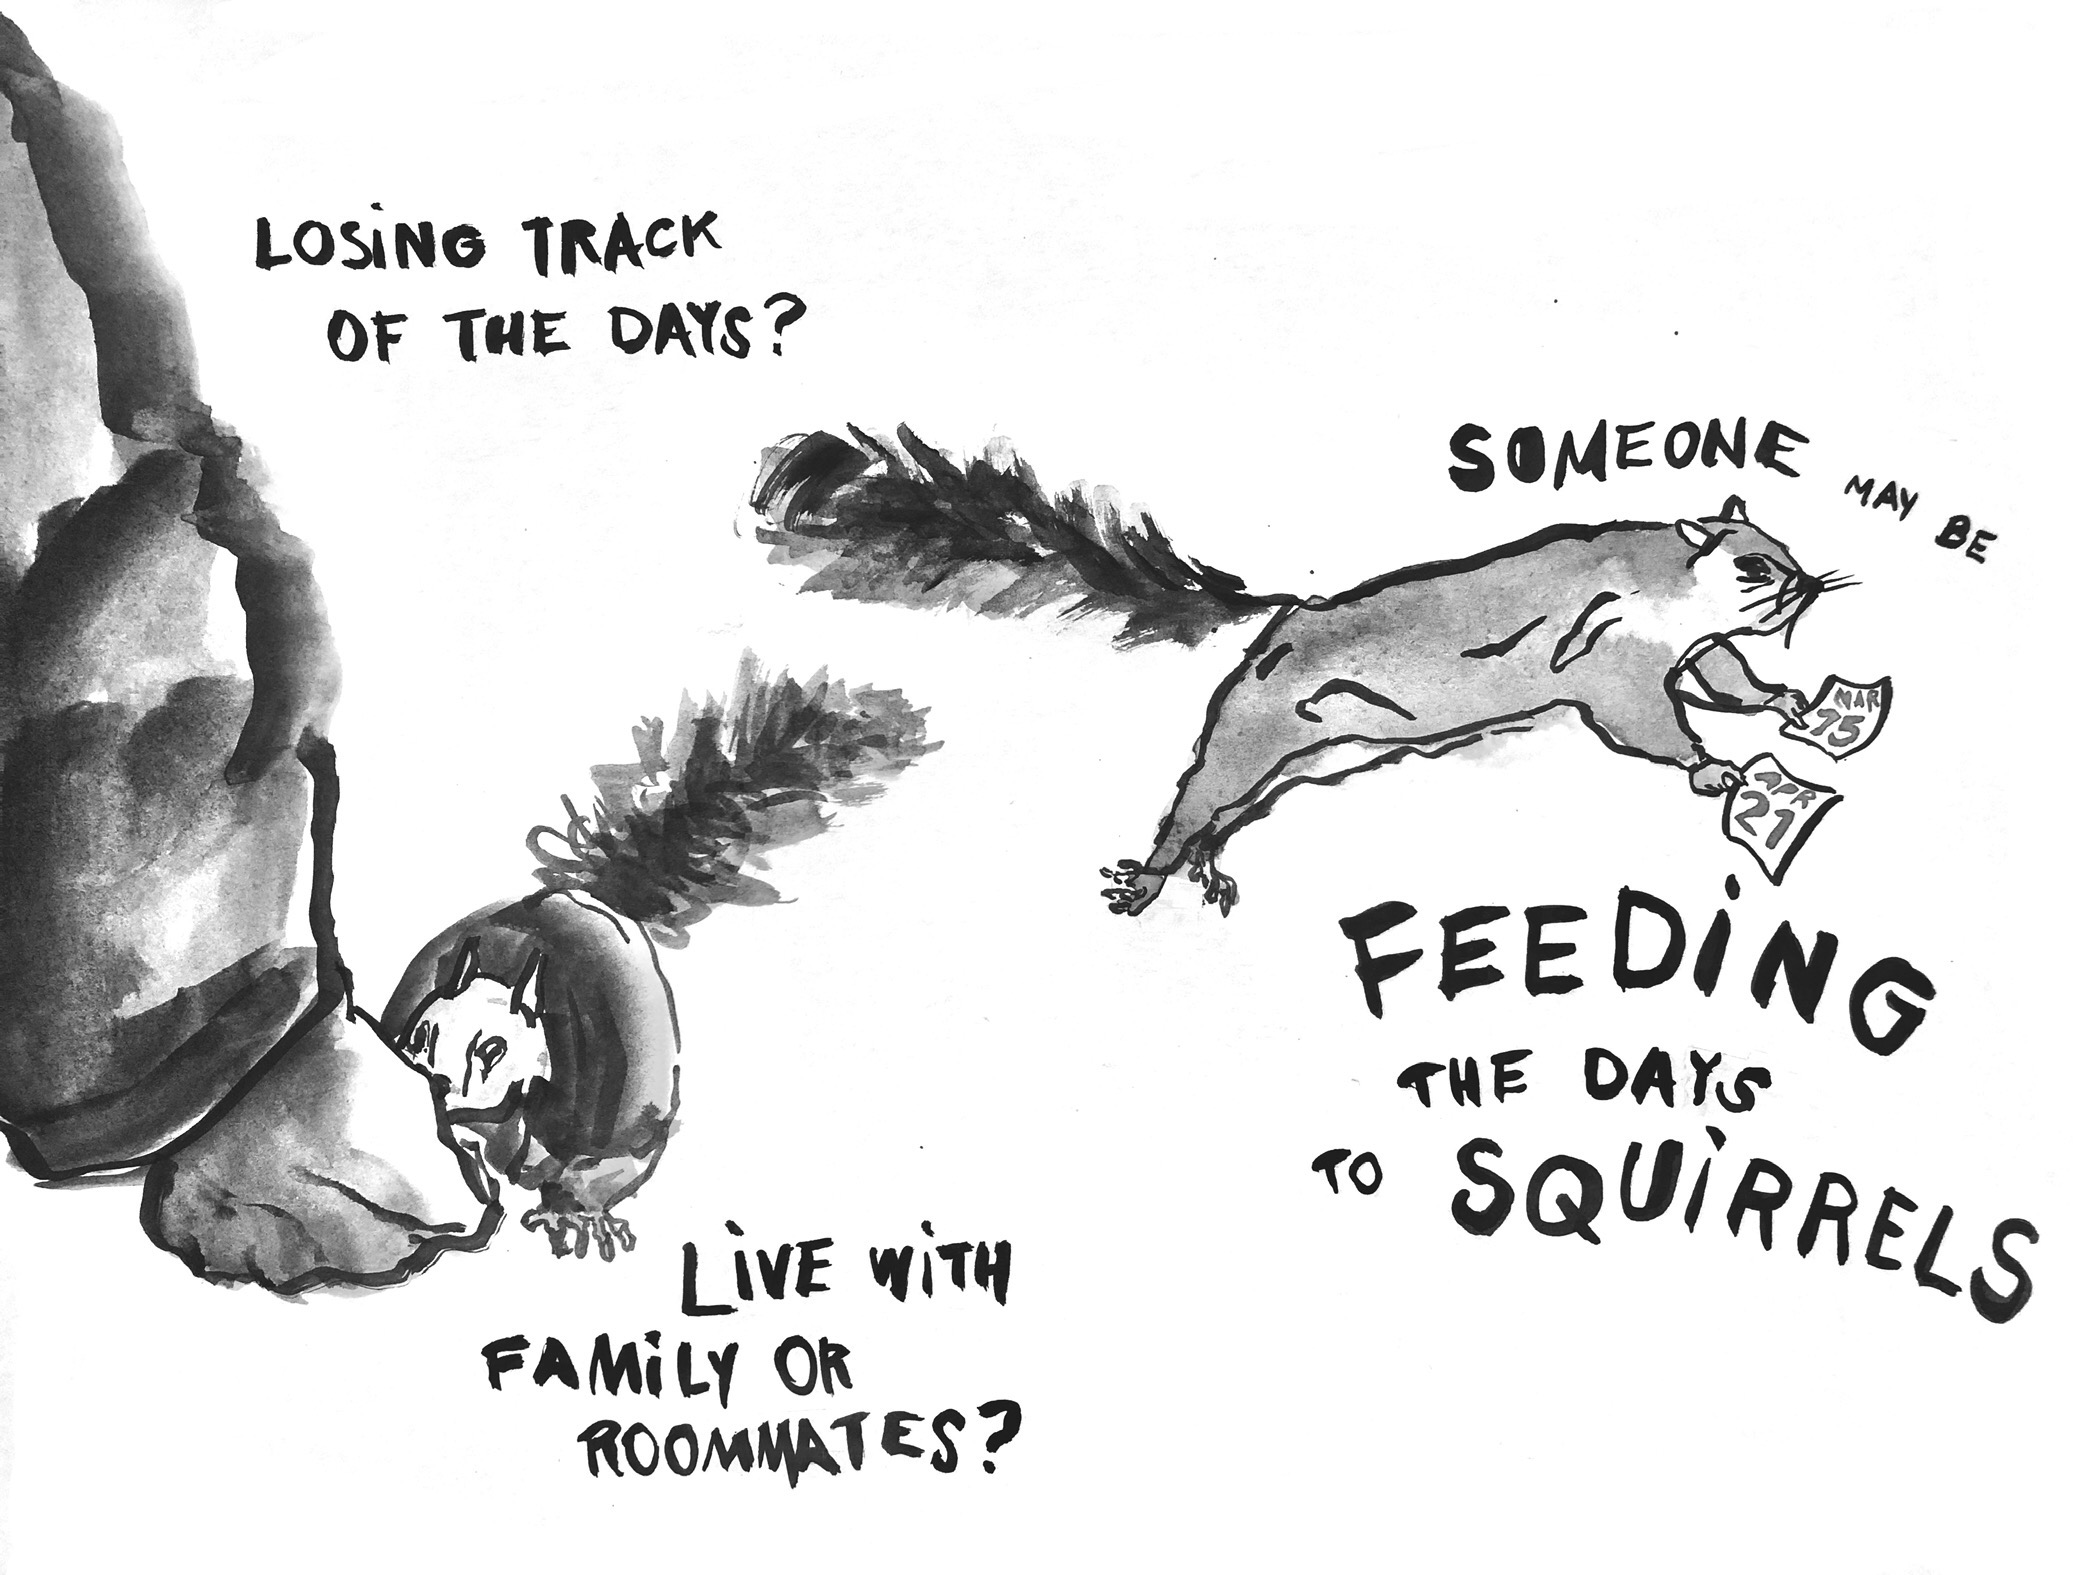 LOSING TRACK
OF THE DAYS?
LIVE WITH
FAMILY OR
ROOMMATES?
SOMEONE MAY BE
MAR
75
APR
21
FEEDING
THE DAYS
TO SQUIRRELS